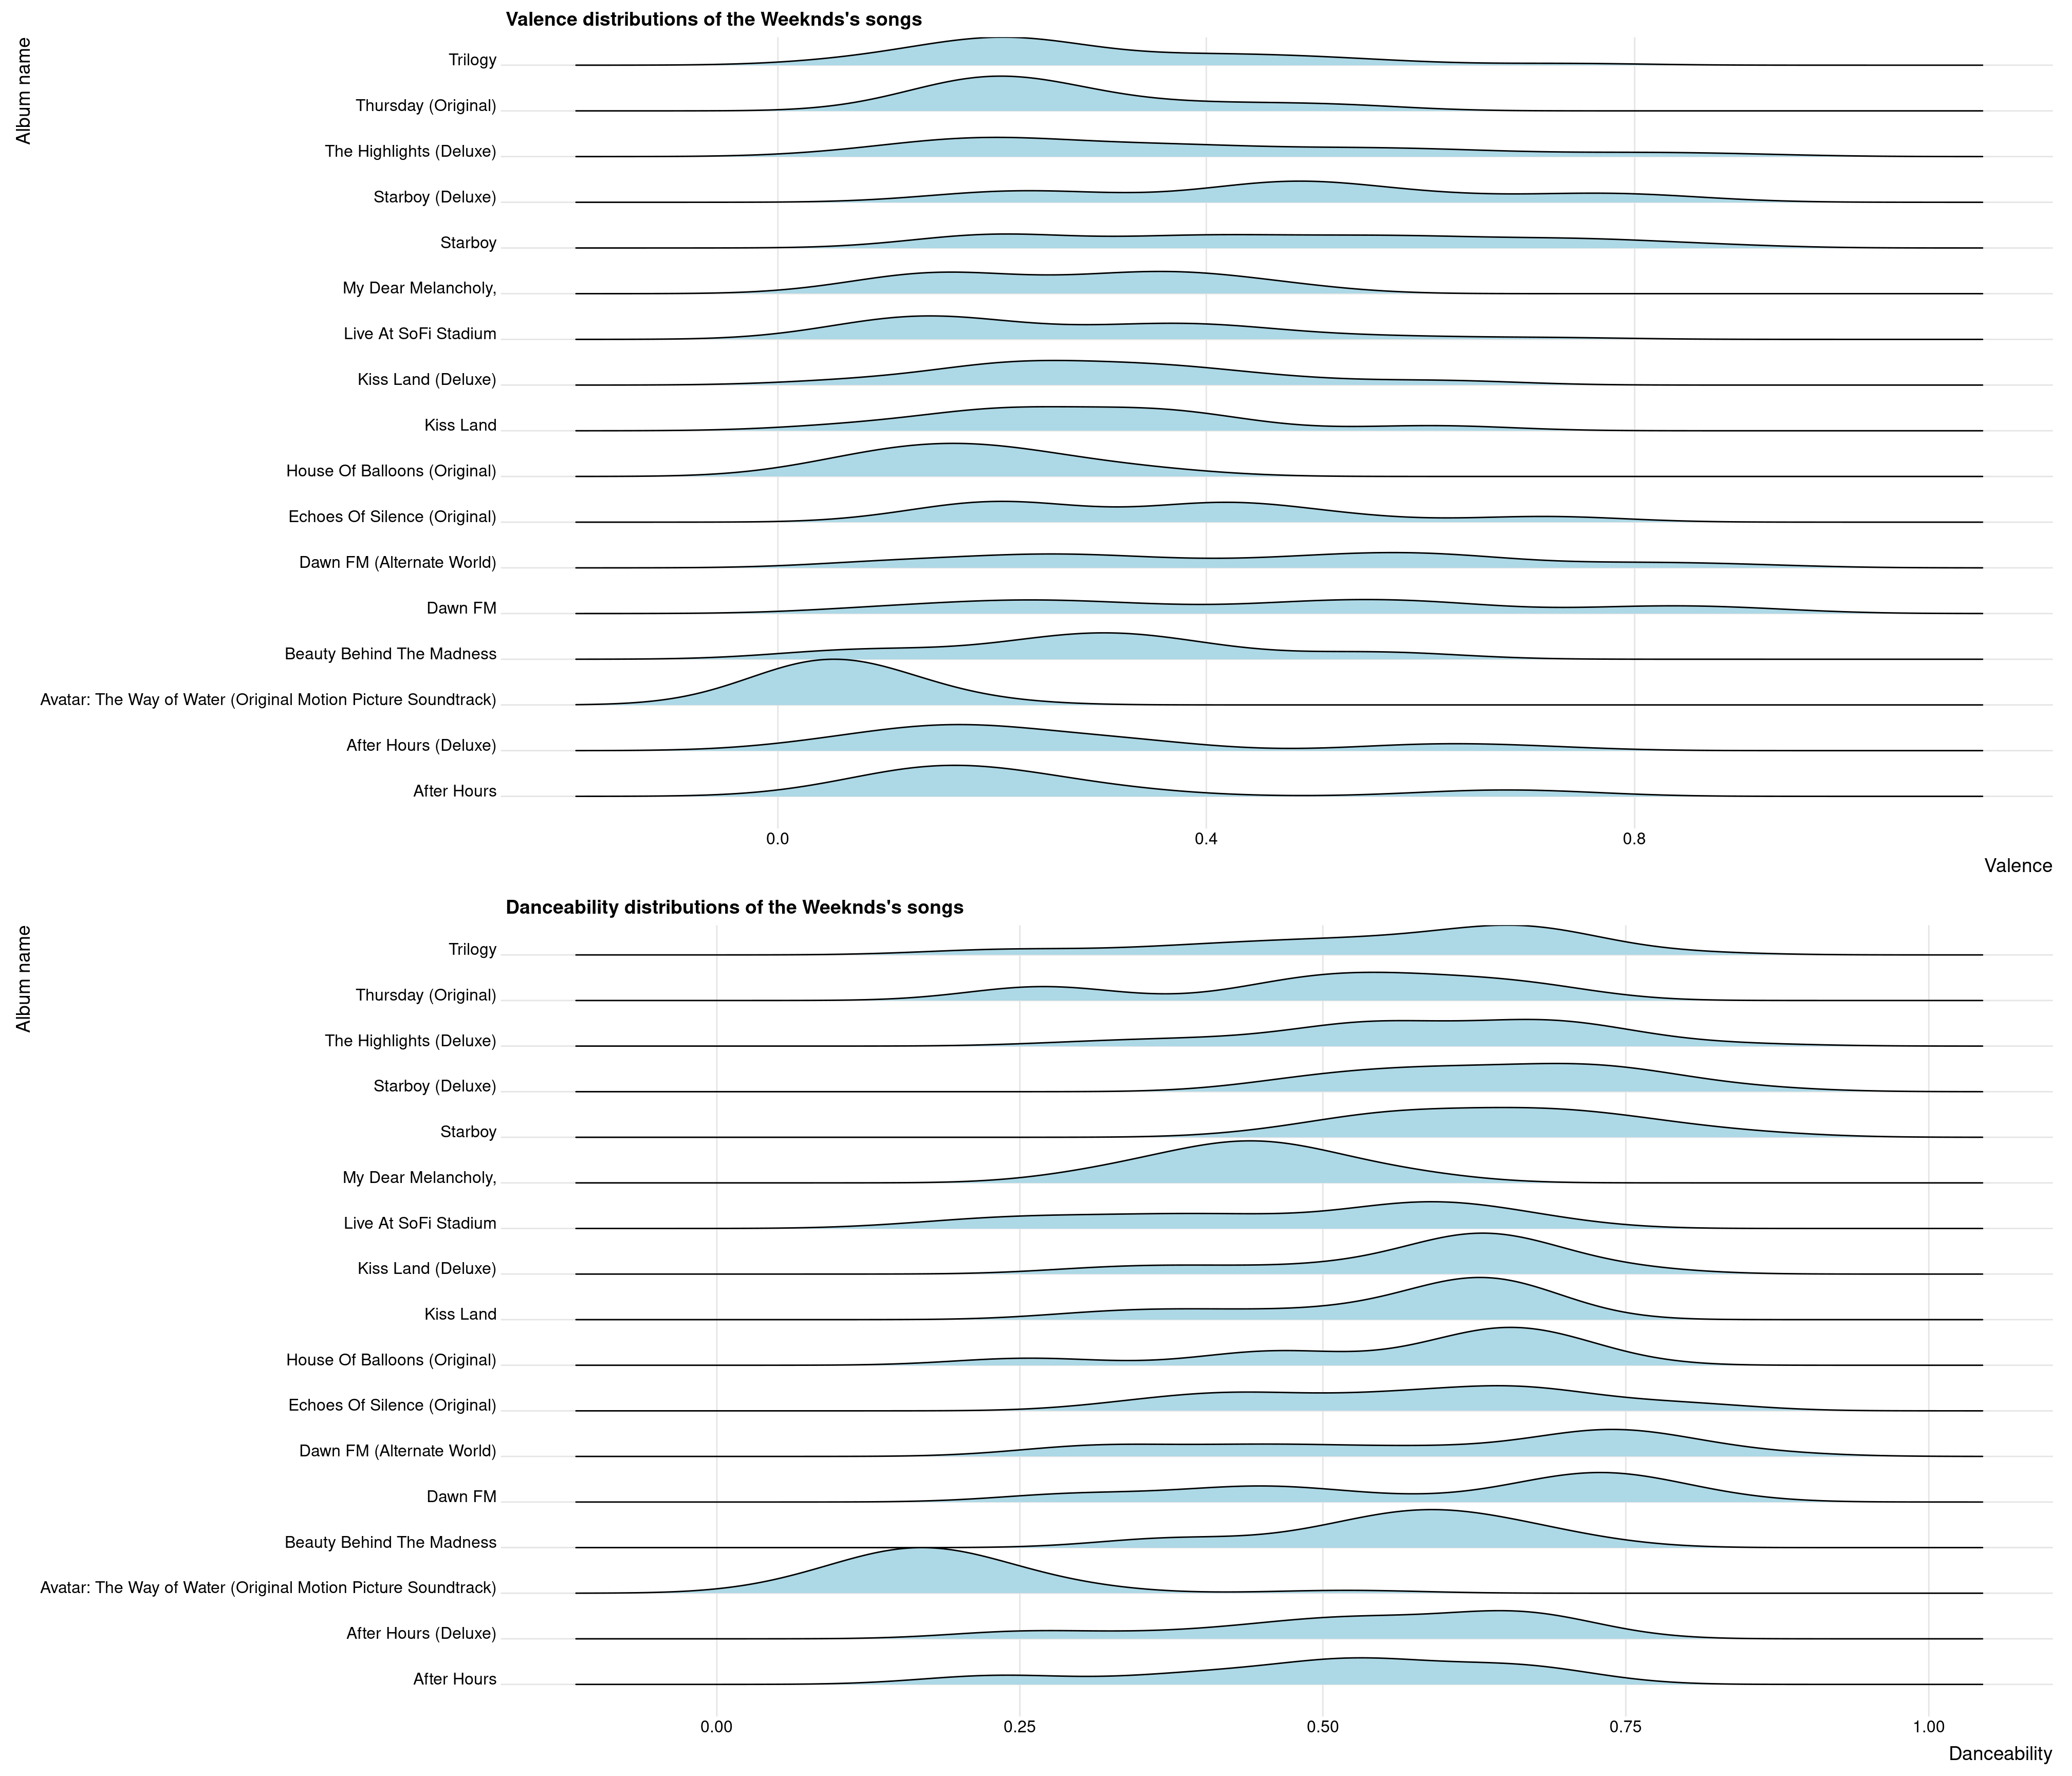 Valence distributions of the Weeknds's songs
Album name
Trilogy
Thursday (Original)
The Highlights (Deluxe)
Starboy (Deluxe)
Starboy
My Dear Melancholy,
Live At SoFi Stadium
Kiss Land (Deluxe)
Kiss Land
House Of Balloons (Original)
Echoes Of Silence (Original)
Dawn FM (Alternate World)
Dawn FM
Beauty Behind The Madness
Avatar: The Way of Water (Original Motion Picture Soundtrack)
After Hours (Deluxe)
After Hours
0.0 0.4 0.8
Valence
Danceability distributions of the Weeknds's songs
Album name
Trilogy
Thursday (Original)
The Highlights (Deluxe)
Starboy (Deluxe)
Starboy
My Dear Melancholy,
Live At SoFi Stadium
Kiss Land (Deluxe)
Kiss Land
House Of Balloons (Original)
Echoes Of Silence (Original)
Dawn FM (Alternate World)
Dawn FM
Beauty Behind The Madness
Avatar: The Way of Water (Original Motion Picture Soundtrack)
After Hours (Deluxe)
After Hours
0.00 0.25 0.50 0.75 1.00
Danceability